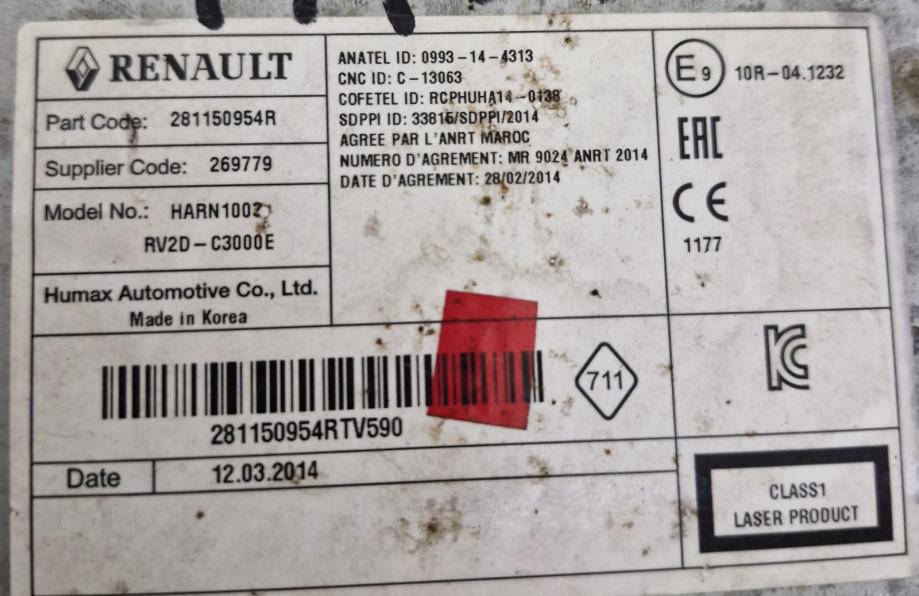 RENAULT
Part Code: 281150954R
Supplier Code: 269779
Model No.: HARN1002
RV2D-C3000E
Humax Automotive Co., Ltd.
Made in Korea
ANATEL ID: 0993-14-4313
CNC ID: C-13063
COFETEL ID: RCPHUHA14-0138
SDPPI ID: 33815/SDPPI/2014
AGREE PAR L'ANRT MAROC
NUMERO D'AGREMENT: MR 9024 ANRT 2014
DATE D'AGREMENT: 28/02/2014
E9 10R-04.1232
EAC
CE
1177
281150954RTV590
711
KC
Date 12.03.2014
CLASS1
LASER PRODUCT